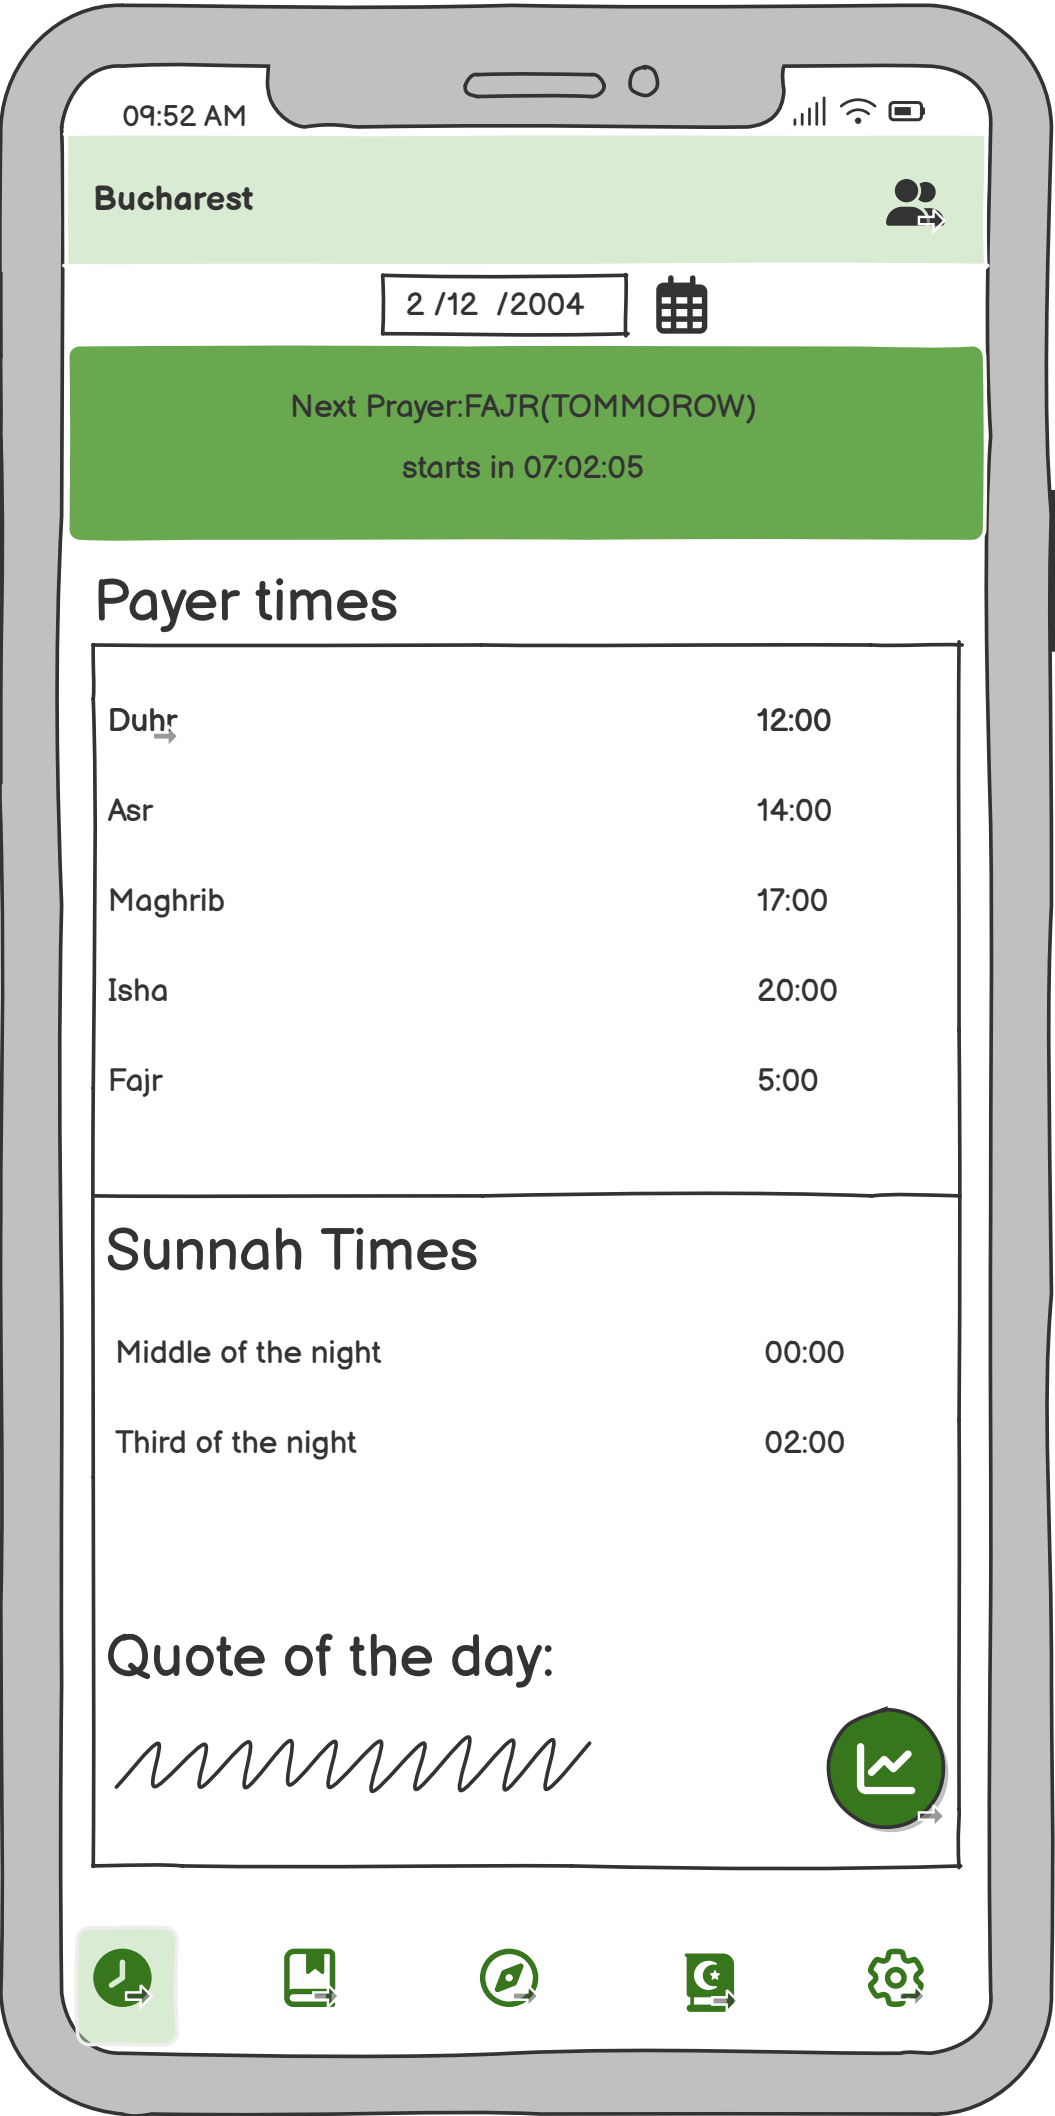 09:52 AM
Bucharest
2 /12 /2004
Next Prayer:FAJR(TOMMOROW)
starts in 07:02:05
Payer times
Duhr 12:00
Asr 14:00
Maghrib 17:00
Isha 20:00
Fajr 5:00
Sunnah Times
Middle of the night 00:00
Third of the night 02:00
Quote of the day: